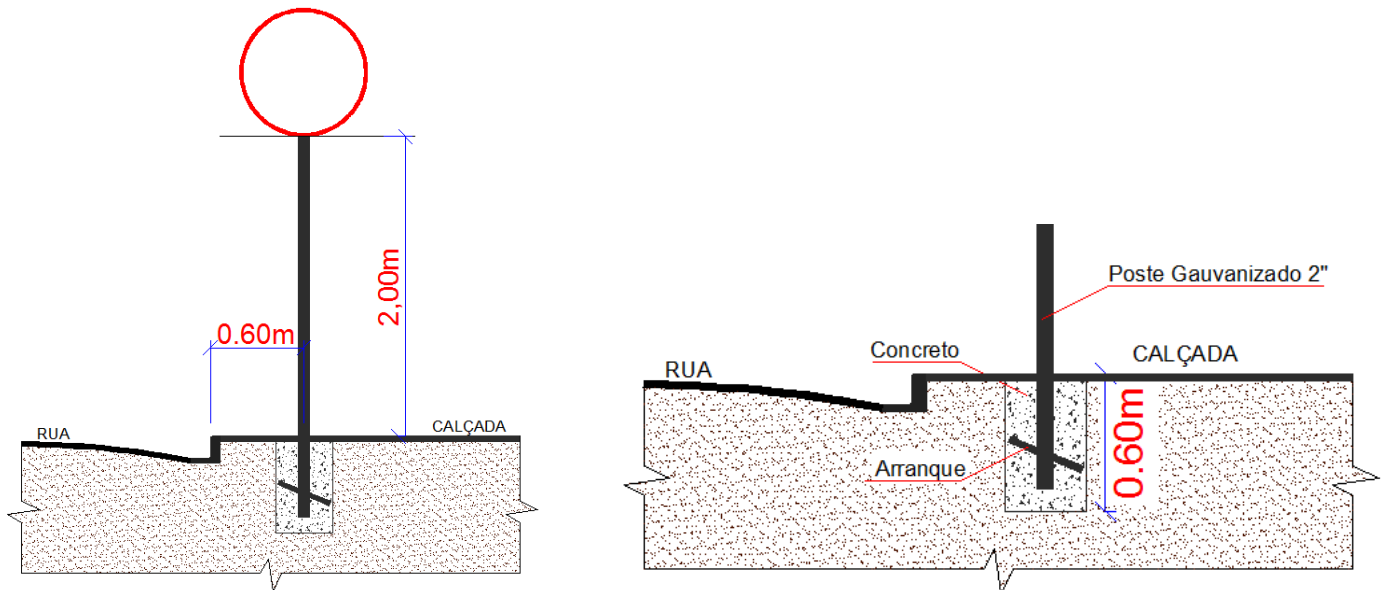 2,00m
0.60m
RUA
CALÇADA
Poste Gauvanizado 2"
Concreto
CALÇADA
RUA
0.60m
Arranque